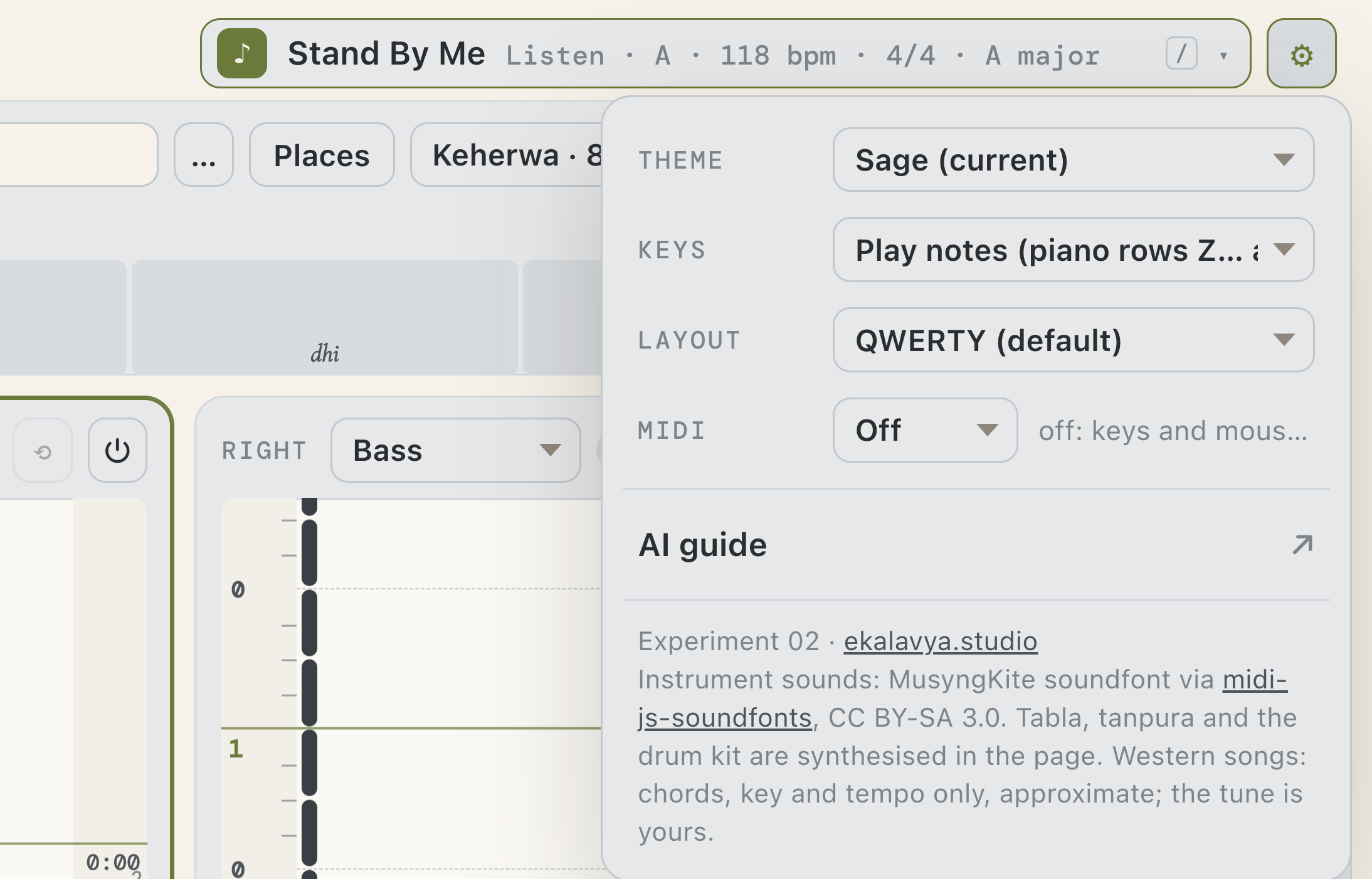 ♪ Stand By Me Listen · A · 118 bpm · 4/4 · A major / ▾ ⚙
... Places Keherwa · 8
dhi
RIGHT Bass
0
1
0
0:00
2
THEME Sage (current)
KEYS Play notes (piano rows Z... a
LAYOUT QWERTY (default)
MIDI Off off: keys and mous...
AI guide
Experiment 02 · ekalavya.studio
Instrument sounds: MusyngKite soundfont via midi-
js-soundfonts, CC BY-SA 3.0. Tabla, tanpura and the
drum kit are synthesised in the page. Western songs:
chords, key and tempo only, approximate; the tune is
yours.